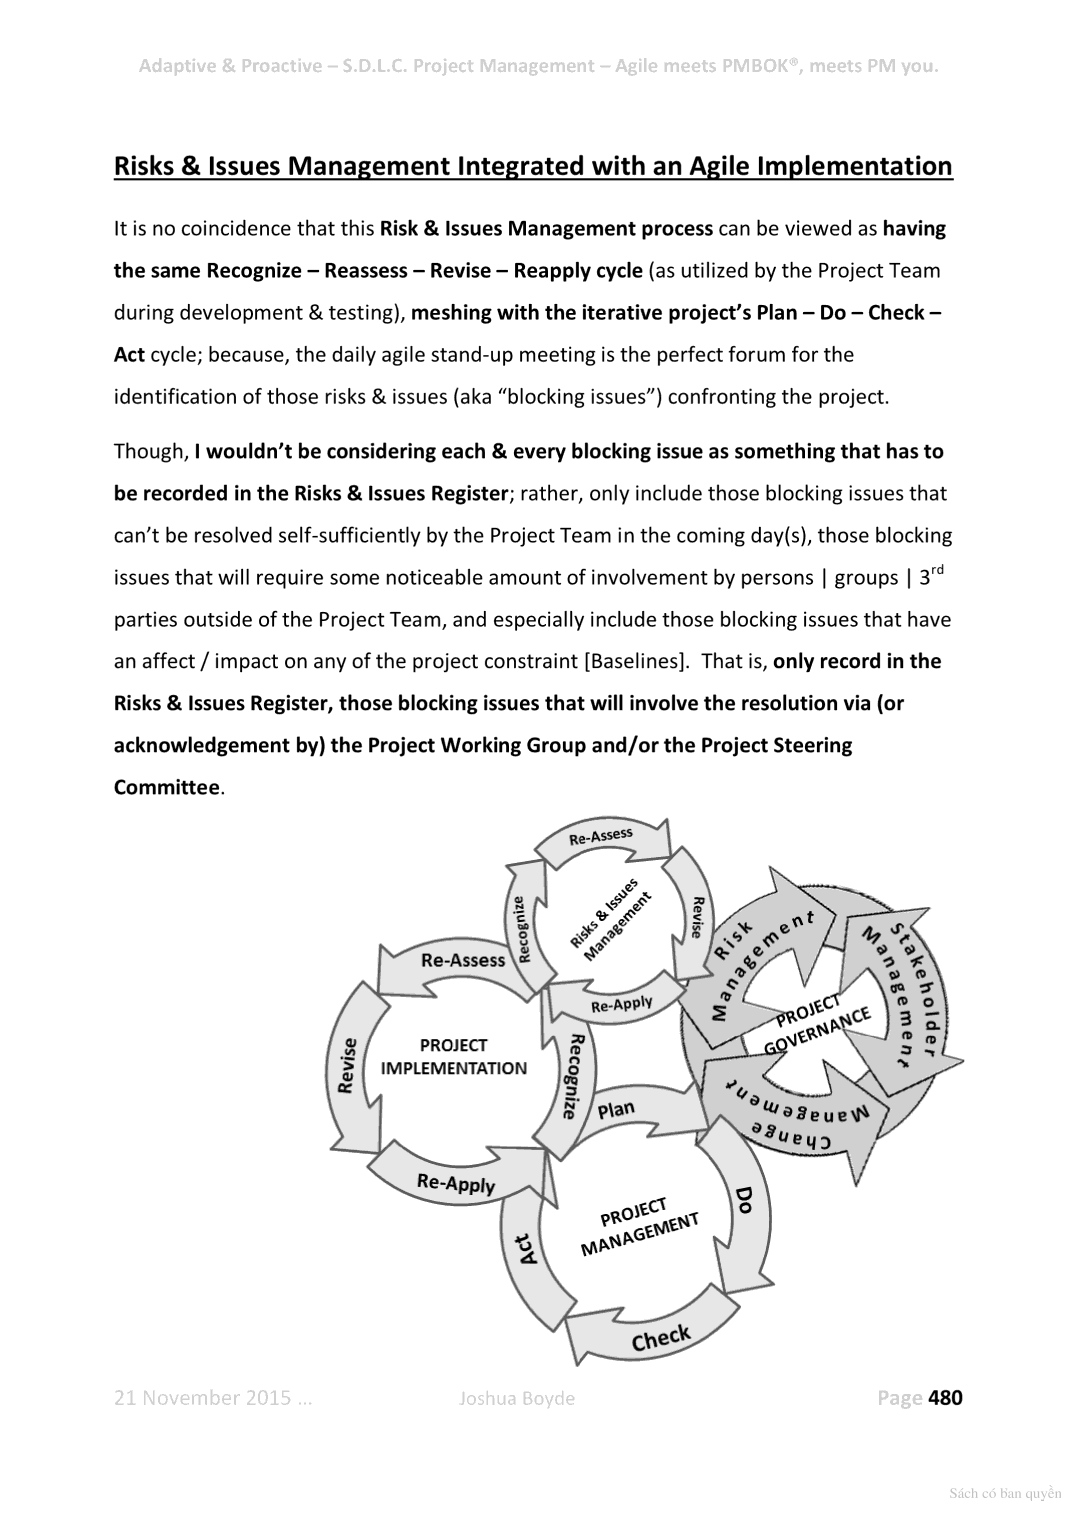 Adaptive & Proactive – S.D.L.C. Project Management – Agile meets PMBOK®, meets PM you.
Risks & Issues Management Integrated with an Agile Implementation
It is no coincidence that this Risk & Issues Management process can be viewed as having
the same Recognize – Reassess – Revise – Reapply cycle (as utilized by the Project Team
during development & testing), meshing with the iterative project’s Plan – Do – Check –
Act cycle; because, the daily agile stand-up meeting is the perfect forum for the
identification of those risks & issues (aka “blocking issues”) confronting the project.
Though, I wouldn’t be considering each & every blocking issue as something that has to
be recorded in the Risks & Issues Register; rather, only include those blocking issues that
can’t be resolved self-sufficiently by the Project Team in the coming day(s), those blocking
issues that will require some noticeable amount of involvement by persons | groups | 3rd
parties outside of the Project Team, and especially include those blocking issues that have
an affect / impact on any of the project constraint [Baselines].  That is, only record in the
Risks & Issues Register, those blocking issues that will involve the resolution via (or
acknowledgement by) the Project Working Group and/or the Project Steering
Committee.
Re-Assess
Recognize
Risks & Issues
Management
Revise
Re-Apply
Risk
Management
Stakeholder
Management
PROJECT
GOVERNANCE
Change
Management
Re-Assess
Revise
PROJECT
IMPLEMENTATION
Recognize
Re-Apply
Plan
Do
PROJECT
MANAGEMENT
Act
Check
21 November 2015 ...
Joshua Boyde
Page 480
Sách có bản quyền